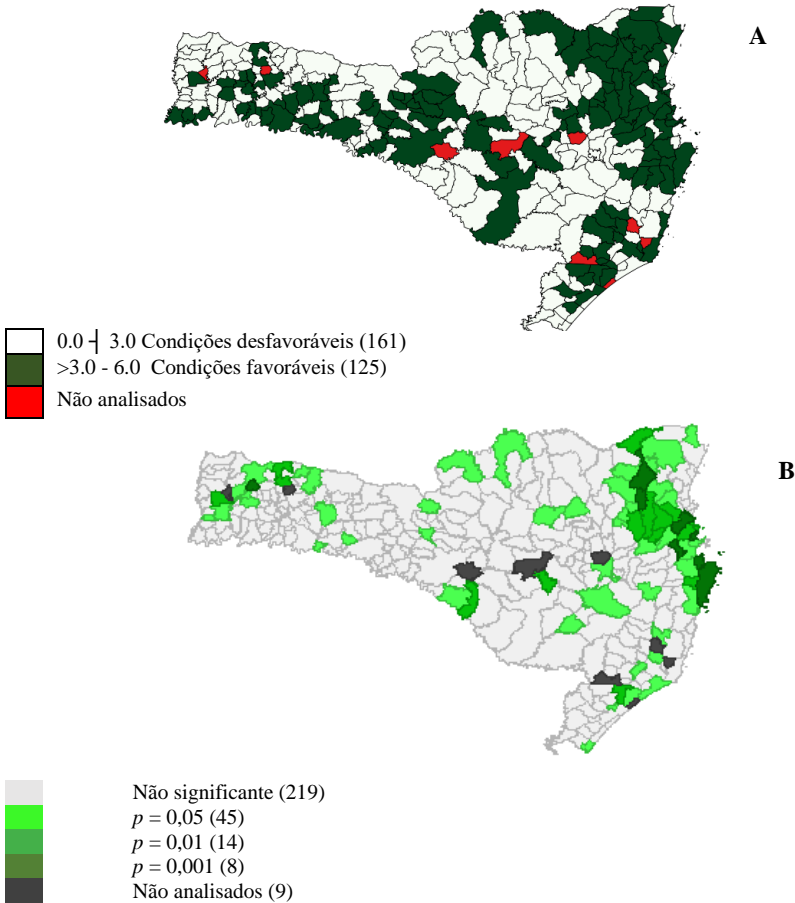 A
0.0 ┤ 3.0 Condições desfavoráveis (161)
>3.0 - 6.0 Condições favoráveis (125)
Não analisados
B
Não significante (219)
p = 0,05 (45)
p = 0,01 (14)
p = 0,001 (8)
Não analisados (9)